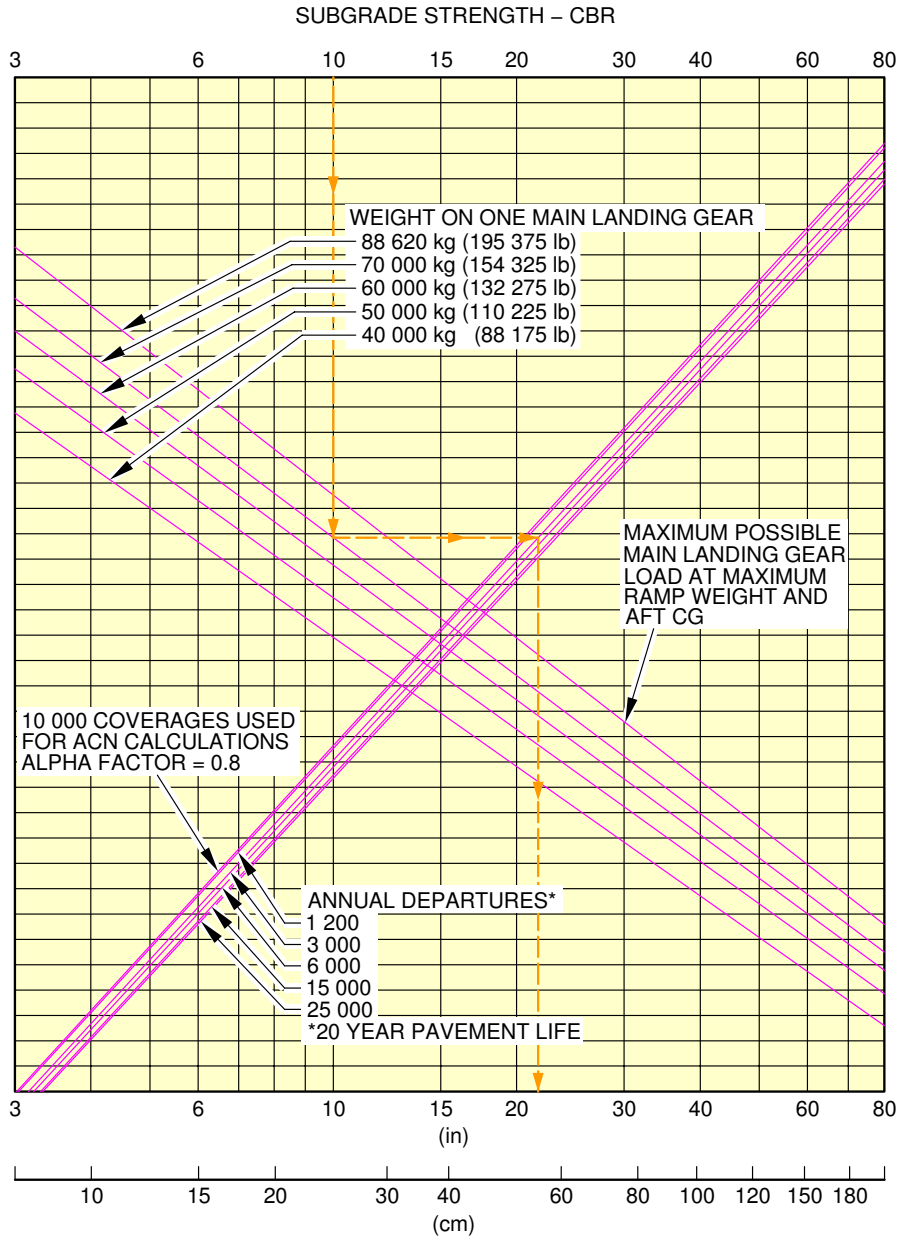 SUBGRADE STRENGTH – CBR
3 6 10 15 20 30 40 60 80
WEIGHT ON ONE MAIN LANDING GEAR
88 620 kg (195 375 lb)
70 000 kg (154 325 lb)
60 000 kg (132 275 lb)
50 000 kg (110 225 lb)
40 000 kg (88 175 lb)
MAXIMUM POSSIBLE
MAIN LANDING GEAR
LOAD AT MAXIMUM
RAMP WEIGHT AND
AFT CG
10 000 COVERAGES USED
FOR ACN CALCULATIONS
ALPHA FACTOR = 0.8
ANNUAL DEPARTURES*
1 200
3 000
6 000
15 000
25 000
*20 YEAR PAVEMENT LIFE
3 6 10 15 20 30 40 60 80
(in)
10 15 20 30 40 60 80 100 120 150 180
(cm)